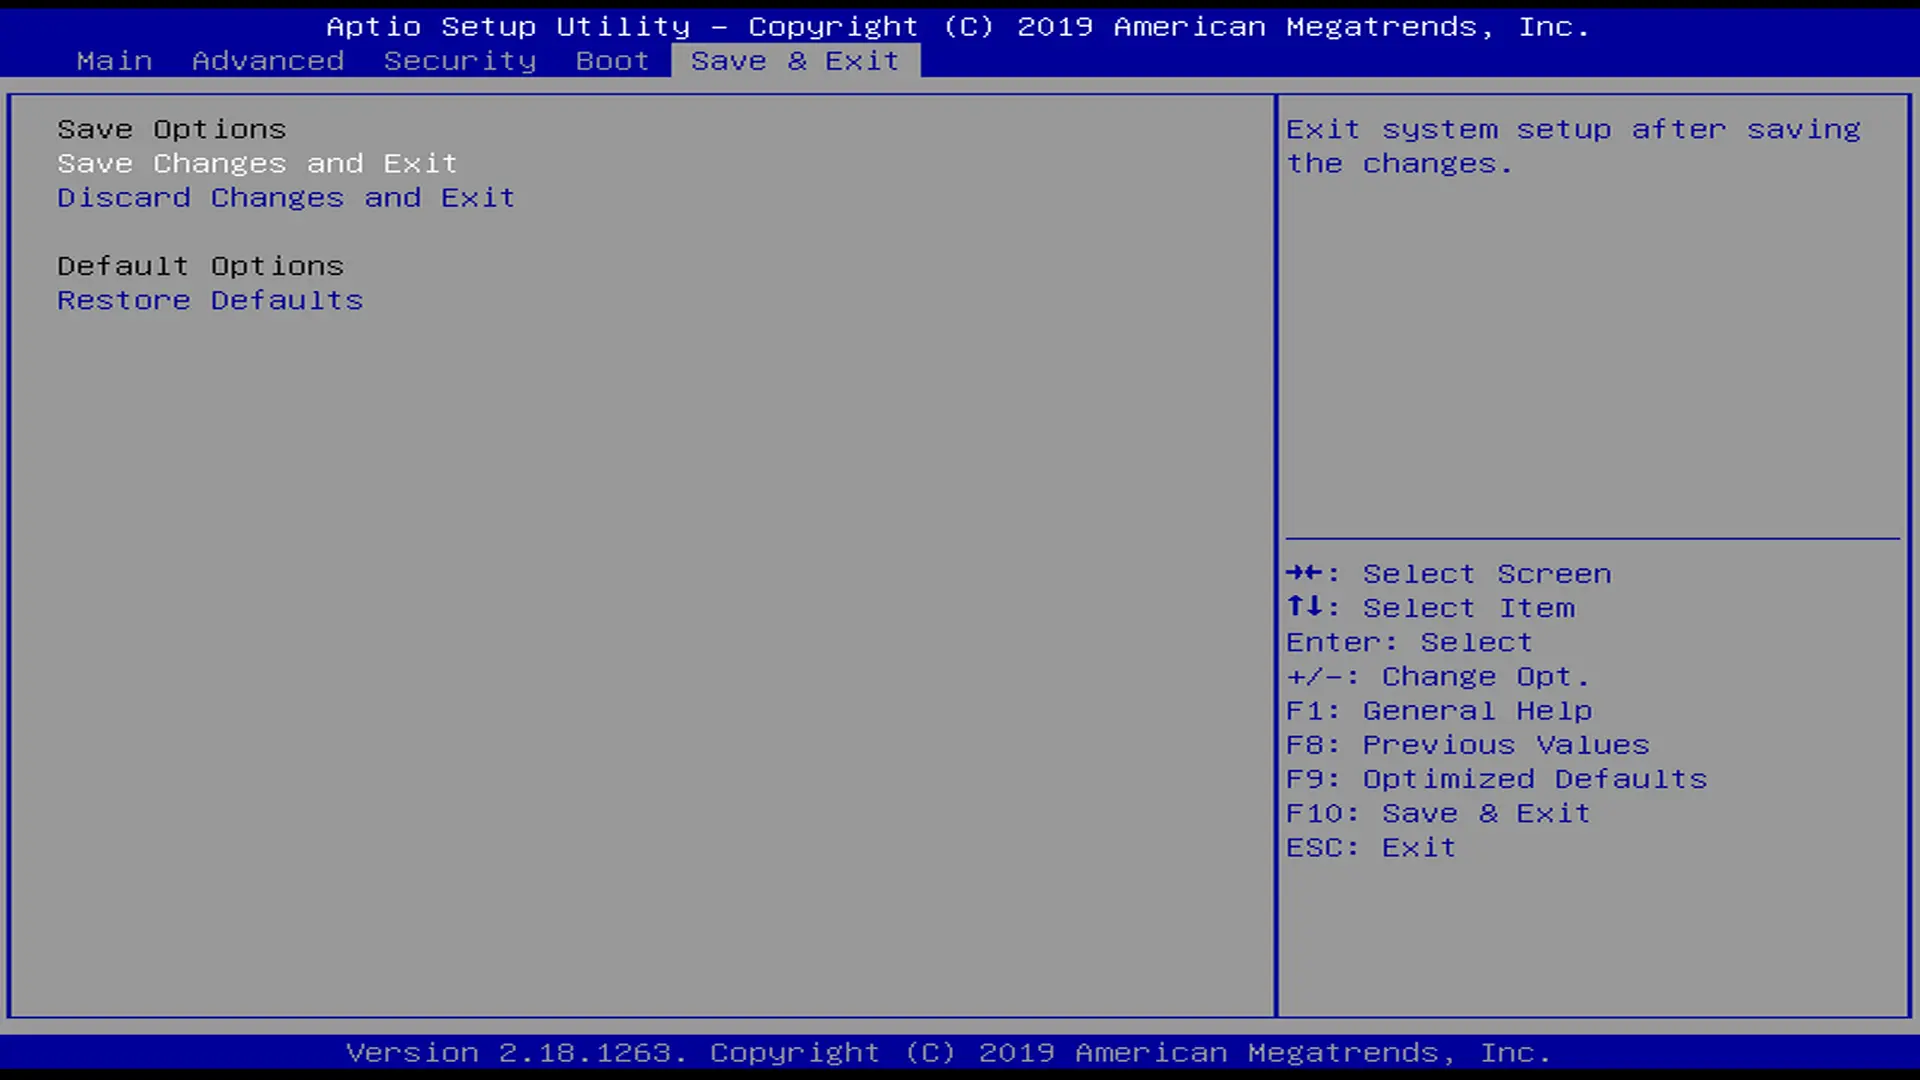 Aptio Setup Utility – Copyright (C) 2019 American Megatrends, Inc.
Main Advanced Security Boot Save & Exit
Save Options
Save Changes and Exit
Discard Changes and Exit
Default Options
Restore Defaults
Exit system setup after saving
the changes.
→←: Select Screen
↑↓: Select Item
Enter: Select
+/-: Change Opt.
F1: General Help
F8: Previous Values
F9: Optimized Defaults
F10: Save & Exit
ESC: Exit
Version 2.18.1263. Copyright (C) 2019 American Megatrends, Inc.